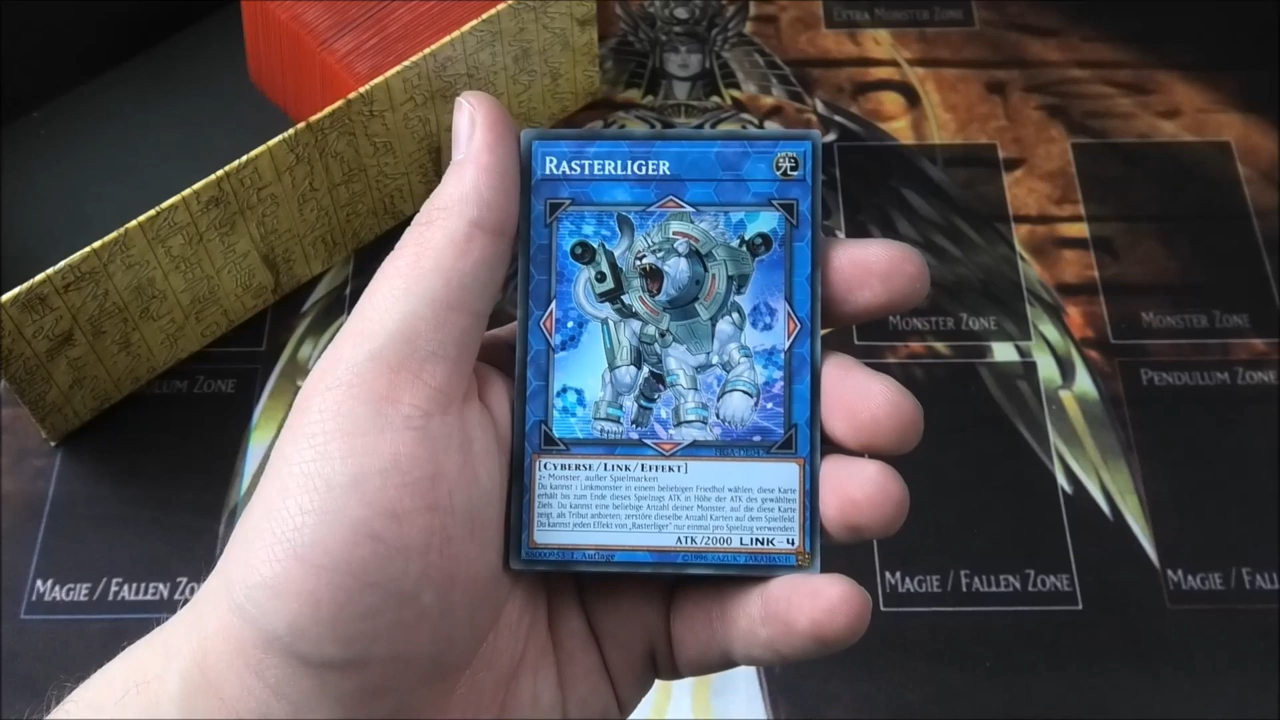 Extra Monster Zone
Rasterliger
光
Monster Zone
Monster Zone
Pendulum Zone
[Cyberse/Link/Effekt]
2+ Monster, außer Spielmarken
Du kannst 1 Linkmonster in einem beliebigen Friedhof wählen; diese Karte
erhält bis zum Ende dieses Spielzugs ATK in Höhe der ATK des gewählten
Ziels. Du kannst eine beliebige Anzahl deiner Monster, auf die diese Karte
zeigt, als Tribut anbieten; zerstöre dieselbe Anzahl Karten auf dem Spielfeld.
Du kannst jeden Effekt von „Rasterliger" nur einmal pro Spielzug verwenden.
ATK/2000 LINK-4
88000953 1. Auflage ©1996 KAZUKI TAKAHASHI
Zone
Magie / Fallen Zo
Magie / Fallen Zone
Magie / Fallen